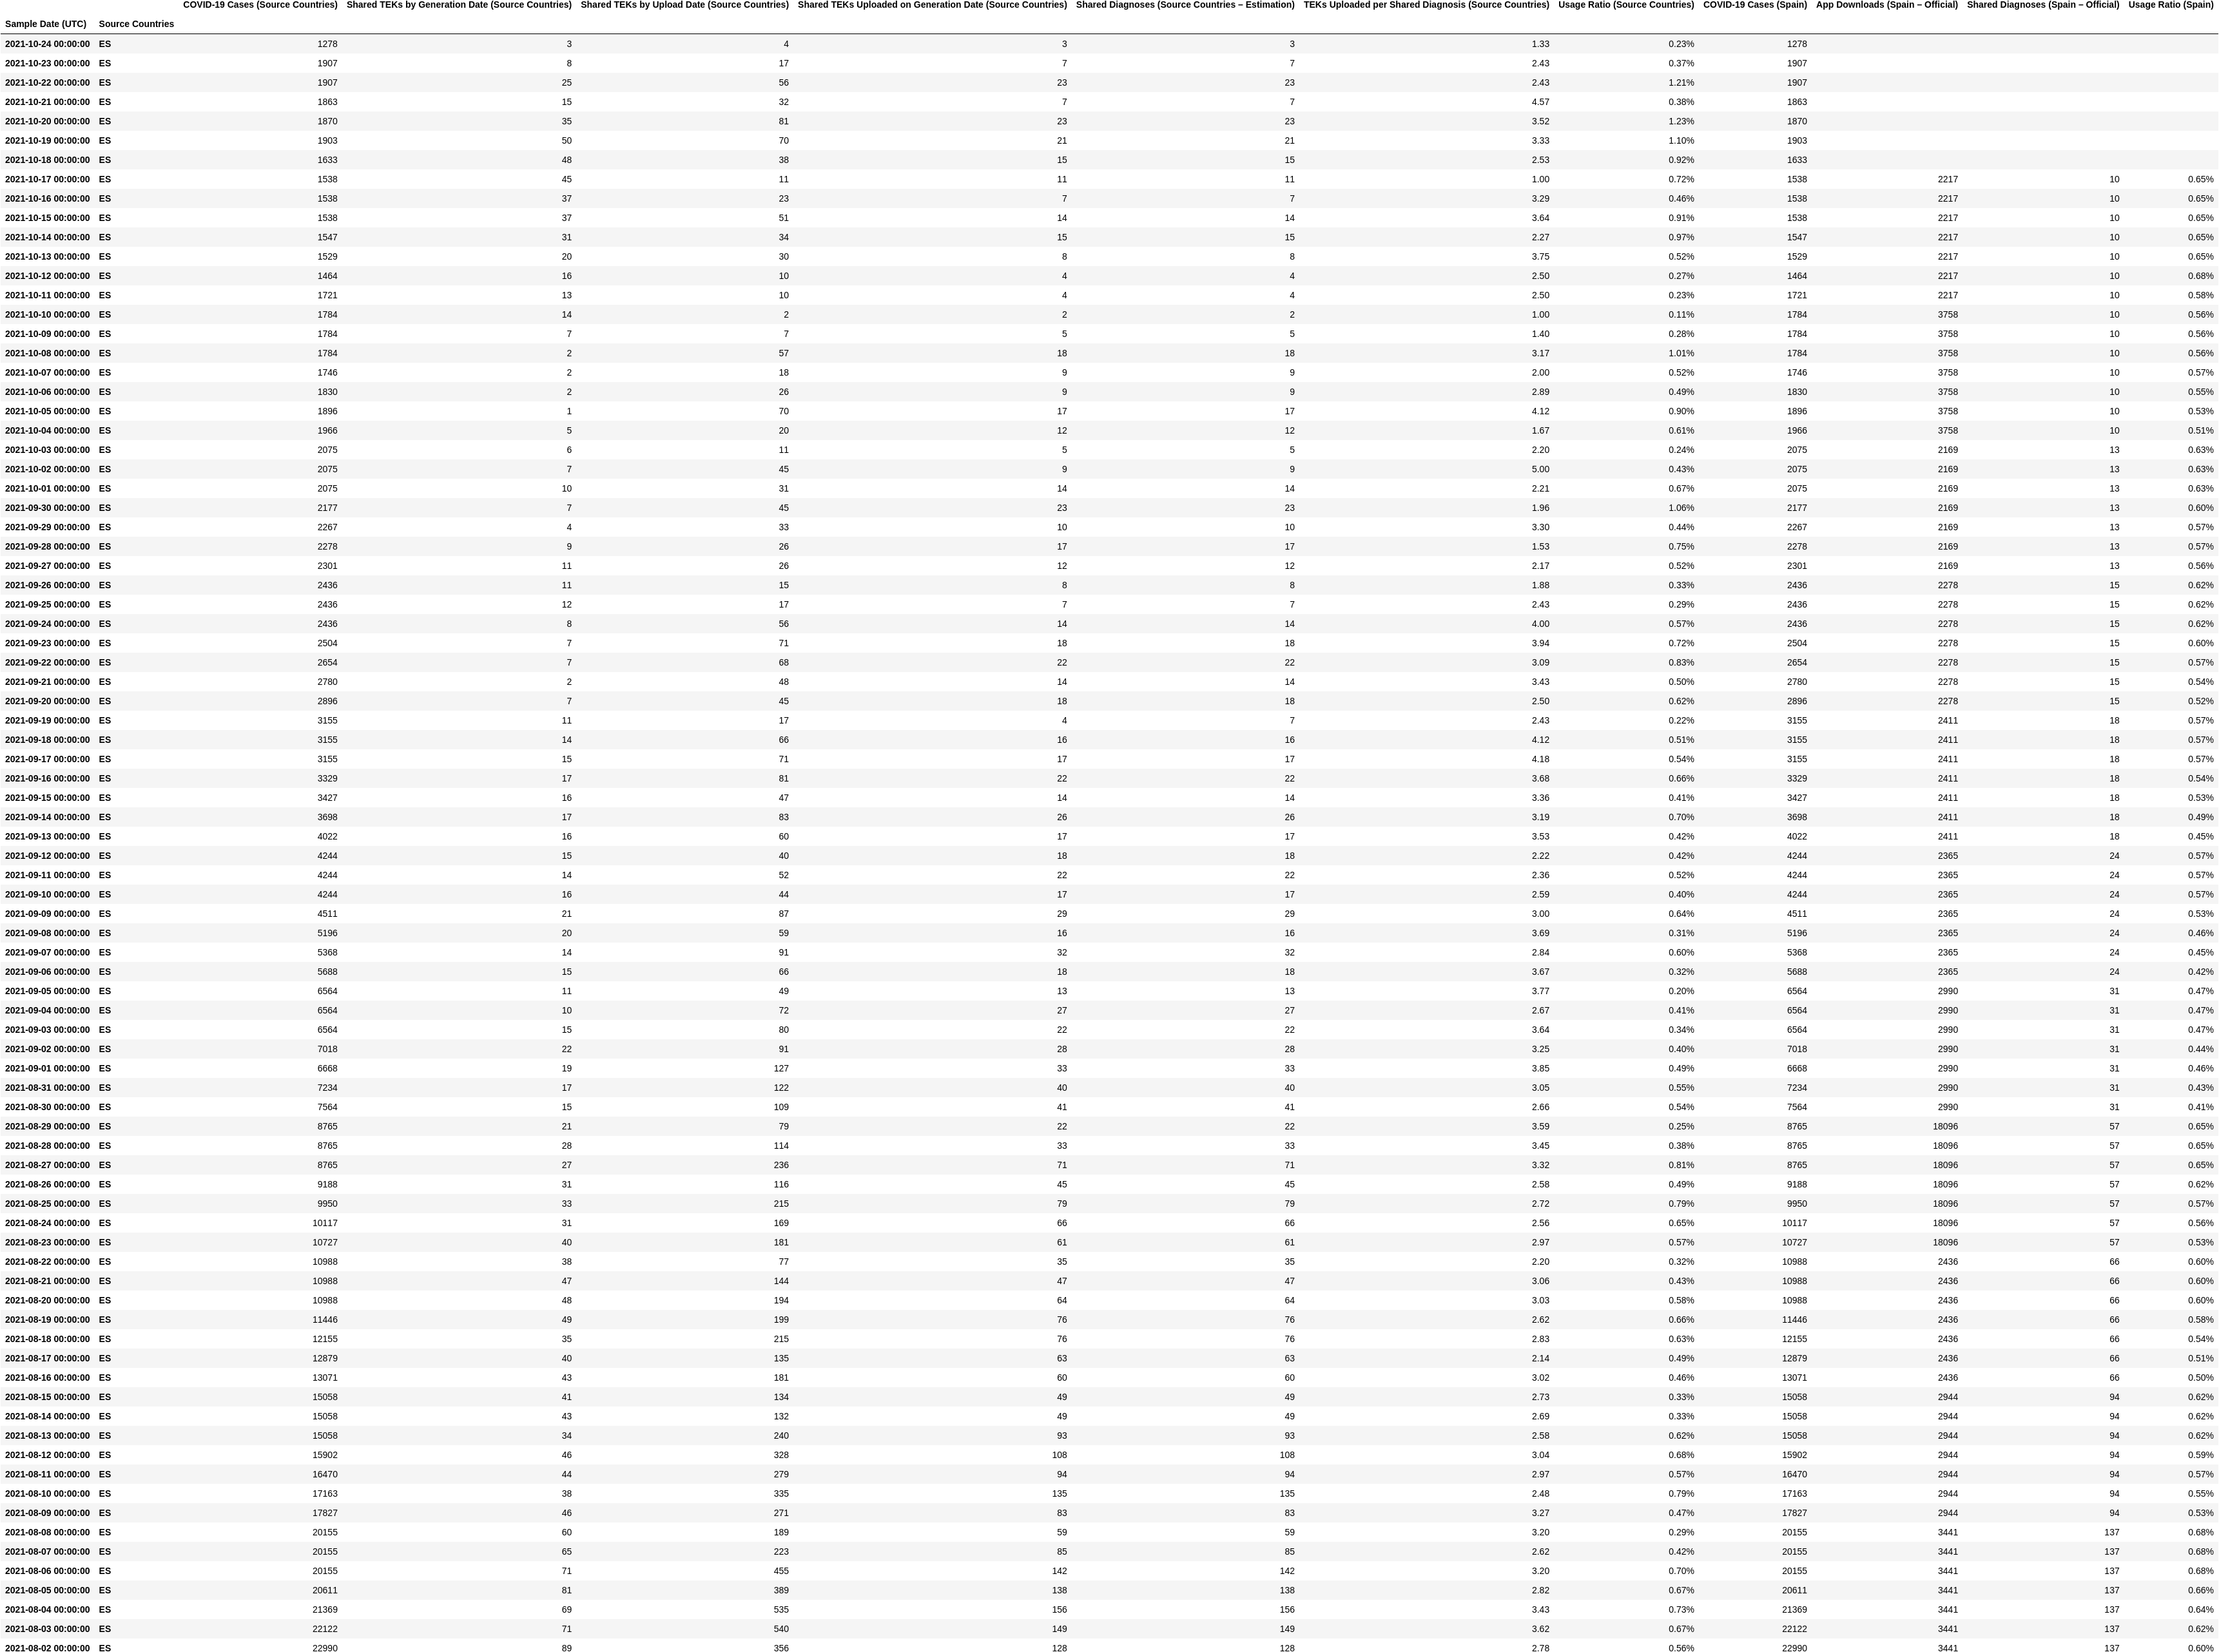 COVID-19 Cases (Source Countries) Shared TEKs by Generation Date (Source Countries) Shared TEKs by Upload Date (Source Countries) Shared TEKs Uploaded on Generation Date (Source Countries) Shared Diagnoses (Source Countries – Estimation) TEKs Uploaded per Shared Diagnosis (Source Countries) Usage Ratio (Source Countries) COVID-19 Cases (Spain) App Downloads (Spain – Official) Shared Diagnoses (Spain – Official) Usage Ratio (Spain)
Sample Date (UTC) Source Countries
2021-10-24 00:00:00 ES 1278 3 4 3 3 1.33 0.23% 1278
2021-10-23 00:00:00 ES 1907 8 17 7 7 2.43 0.37% 1907
2021-10-22 00:00:00 ES 1907 25 56 23 23 2.43 1.21% 1907
2021-10-21 00:00:00 ES 1863 15 32 7 7 4.57 0.38% 1863
2021-10-20 00:00:00 ES 1870 35 81 23 23 3.52 1.23% 1870
2021-10-19 00:00:00 ES 1903 50 70 21 21 3.33 1.10% 1903
2021-10-18 00:00:00 ES 1633 48 38 15 15 2.53 0.92% 1633
2021-10-17 00:00:00 ES 1538 45 11 11 11 1.00 0.72% 1538 2217 10 0.65%
2021-10-16 00:00:00 ES 1538 37 23 7 7 3.29 0.46% 1538 2217 10 0.65%
2021-10-15 00:00:00 ES 1538 37 51 14 14 3.64 0.91% 1538 2217 10 0.65%
2021-10-14 00:00:00 ES 1547 31 34 15 15 2.27 0.97% 1547 2217 10 0.65%
2021-10-13 00:00:00 ES 1529 20 30 8 8 3.75 0.52% 1529 2217 10 0.65%
2021-10-12 00:00:00 ES 1464 16 10 4 4 2.50 0.27% 1464 2217 10 0.68%
2021-10-11 00:00:00 ES 1721 13 10 4 4 2.50 0.23% 1721 2217 10 0.58%
2021-10-10 00:00:00 ES 1784 14 2 2 2 1.00 0.11% 1784 3758 10 0.56%
2021-10-09 00:00:00 ES 1784 7 7 5 5 1.40 0.28% 1784 3758 10 0.56%
2021-10-08 00:00:00 ES 1784 2 57 18 18 3.17 1.01% 1784 3758 10 0.56%
2021-10-07 00:00:00 ES 1746 2 18 9 9 2.00 0.52% 1746 3758 10 0.57%
2021-10-06 00:00:00 ES 1830 2 26 9 9 2.89 0.49% 1830 3758 10 0.55%
2021-10-05 00:00:00 ES 1896 1 70 17 17 4.12 0.90% 1896 3758 10 0.53%
2021-10-04 00:00:00 ES 1966 5 20 12 12 1.67 0.61% 1966 3758 10 0.51%
2021-10-03 00:00:00 ES 2075 6 11 5 5 2.20 0.24% 2075 2169 13 0.63%
2021-10-02 00:00:00 ES 2075 7 45 9 9 5.00 0.43% 2075 2169 13 0.63%
2021-10-01 00:00:00 ES 2075 10 31 14 14 2.21 0.67% 2075 2169 13 0.63%
2021-09-30 00:00:00 ES 2177 7 45 23 23 1.96 1.06% 2177 2169 13 0.60%
2021-09-29 00:00:00 ES 2267 4 33 10 10 3.30 0.44% 2267 2169 13 0.57%
2021-09-28 00:00:00 ES 2278 9 26 17 17 1.53 0.75% 2278 2169 13 0.57%
2021-09-27 00:00:00 ES 2301 11 26 12 12 2.17 0.52% 2301 2169 13 0.56%
2021-09-26 00:00:00 ES 2436 11 15 8 8 1.88 0.33% 2436 2278 15 0.62%
2021-09-25 00:00:00 ES 2436 12 17 7 7 2.43 0.29% 2436 2278 15 0.62%
2021-09-24 00:00:00 ES 2436 8 56 14 14 4.00 0.57% 2436 2278 15 0.62%
2021-09-23 00:00:00 ES 2504 7 71 18 18 3.94 0.72% 2504 2278 15 0.60%
2021-09-22 00:00:00 ES 2654 7 68 22 22 3.09 0.83% 2654 2278 15 0.57%
2021-09-21 00:00:00 ES 2780 2 48 14 14 3.43 0.50% 2780 2278 15 0.54%
2021-09-20 00:00:00 ES 2896 7 45 18 18 2.50 0.62% 2896 2278 15 0.52%
2021-09-19 00:00:00 ES 3155 11 17 4 7 2.43 0.22% 3155 2411 18 0.57%
2021-09-18 00:00:00 ES 3155 14 66 16 16 4.12 0.51% 3155 2411 18 0.57%
2021-09-17 00:00:00 ES 3155 15 71 17 17 4.18 0.54% 3155 2411 18 0.57%
2021-09-16 00:00:00 ES 3329 17 81 22 22 3.68 0.66% 3329 2411 18 0.54%
2021-09-15 00:00:00 ES 3427 16 47 14 14 3.36 0.41% 3427 2411 18 0.53%
2021-09-14 00:00:00 ES 3698 17 83 26 26 3.19 0.70% 3698 2411 18 0.49%
2021-09-13 00:00:00 ES 4022 16 60 17 17 3.53 0.42% 4022 2411 18 0.45%
2021-09-12 00:00:00 ES 4244 15 40 18 18 2.22 0.42% 4244 2365 24 0.57%
2021-09-11 00:00:00 ES 4244 14 52 22 22 2.36 0.52% 4244 2365 24 0.57%
2021-09-10 00:00:00 ES 4244 16 44 17 17 2.59 0.40% 4244 2365 24 0.57%
2021-09-09 00:00:00 ES 4511 21 87 29 29 3.00 0.64% 4511 2365 24 0.53%
2021-09-08 00:00:00 ES 5196 20 59 16 16 3.69 0.31% 5196 2365 24 0.46%
2021-09-07 00:00:00 ES 5368 14 91 32 32 2.84 0.60% 5368 2365 24 0.45%
2021-09-06 00:00:00 ES 5688 15 66 18 18 3.67 0.32% 5688 2365 24 0.42%
2021-09-05 00:00:00 ES 6564 11 49 13 13 3.77 0.20% 6564 2990 31 0.47%
2021-09-04 00:00:00 ES 6564 10 72 27 27 2.67 0.41% 6564 2990 31 0.47%
2021-09-03 00:00:00 ES 6564 15 80 22 22 3.64 0.34% 6564 2990 31 0.47%
2021-09-02 00:00:00 ES 7018 22 91 28 28 3.25 0.40% 7018 2990 31 0.44%
2021-09-01 00:00:00 ES 6668 19 127 33 33 3.85 0.49% 6668 2990 31 0.46%
2021-08-31 00:00:00 ES 7234 17 122 40 40 3.05 0.55% 7234 2990 31 0.43%
2021-08-30 00:00:00 ES 7564 15 109 41 41 2.66 0.54% 7564 2990 31 0.41%
2021-08-29 00:00:00 ES 8765 21 79 22 22 3.59 0.25% 8765 18096 57 0.65%
2021-08-28 00:00:00 ES 8765 28 114 33 33 3.45 0.38% 8765 18096 57 0.65%
2021-08-27 00:00:00 ES 8765 27 236 71 71 3.32 0.81% 8765 18096 57 0.65%
2021-08-26 00:00:00 ES 9188 31 116 45 45 2.58 0.49% 9188 18096 57 0.62%
2021-08-25 00:00:00 ES 9950 33 215 79 79 2.72 0.79% 9950 18096 57 0.57%
2021-08-24 00:00:00 ES 10117 31 169 66 66 2.56 0.65% 10117 18096 57 0.56%
2021-08-23 00:00:00 ES 10727 40 181 61 61 2.97 0.57% 10727 18096 57 0.53%
2021-08-22 00:00:00 ES 10988 38 77 35 35 2.20 0.32% 10988 2436 66 0.60%
2021-08-21 00:00:00 ES 10988 47 144 47 47 3.06 0.43% 10988 2436 66 0.60%
2021-08-20 00:00:00 ES 10988 48 194 64 64 3.03 0.58% 10988 2436 66 0.60%
2021-08-19 00:00:00 ES 11446 49 199 76 76 2.62 0.66% 11446 2436 66 0.58%
2021-08-18 00:00:00 ES 12155 35 215 76 76 2.83 0.63% 12155 2436 66 0.54%
2021-08-17 00:00:00 ES 12879 40 135 63 63 2.14 0.49% 12879 2436 66 0.51%
2021-08-16 00:00:00 ES 13071 43 181 60 60 3.02 0.46% 13071 2436 66 0.50%
2021-08-15 00:00:00 ES 15058 41 134 49 49 2.73 0.33% 15058 2944 94 0.62%
2021-08-14 00:00:00 ES 15058 43 132 49 49 2.69 0.33% 15058 2944 94 0.62%
2021-08-13 00:00:00 ES 15058 34 240 93 93 2.58 0.62% 15058 2944 94 0.62%
2021-08-12 00:00:00 ES 15902 46 328 108 108 3.04 0.68% 15902 2944 94 0.59%
2021-08-11 00:00:00 ES 16470 44 279 94 94 2.97 0.57% 16470 2944 94 0.57%
2021-08-10 00:00:00 ES 17163 38 335 135 135 2.48 0.79% 17163 2944 94 0.55%
2021-08-09 00:00:00 ES 17827 46 271 83 83 3.27 0.47% 17827 2944 94 0.53%
2021-08-08 00:00:00 ES 20155 60 189 59 59 3.20 0.29% 20155 3441 137 0.68%
2021-08-07 00:00:00 ES 20155 65 223 85 85 2.62 0.42% 20155 3441 137 0.68%
2021-08-06 00:00:00 ES 20155 71 455 142 142 3.20 0.70% 20155 3441 137 0.68%
2021-08-05 00:00:00 ES 20611 81 389 138 138 2.82 0.67% 20611 3441 137 0.66%
2021-08-04 00:00:00 ES 21369 69 535 156 156 3.43 0.73% 21369 3441 137 0.64%
2021-08-03 00:00:00 ES 22122 71 540 149 149 3.62 0.67% 22122 3441 137 0.62%
2021-08-02 00:00:00 ES 22990 89 356 128 128 2.78 0.56% 22990 3441 137 0.60%